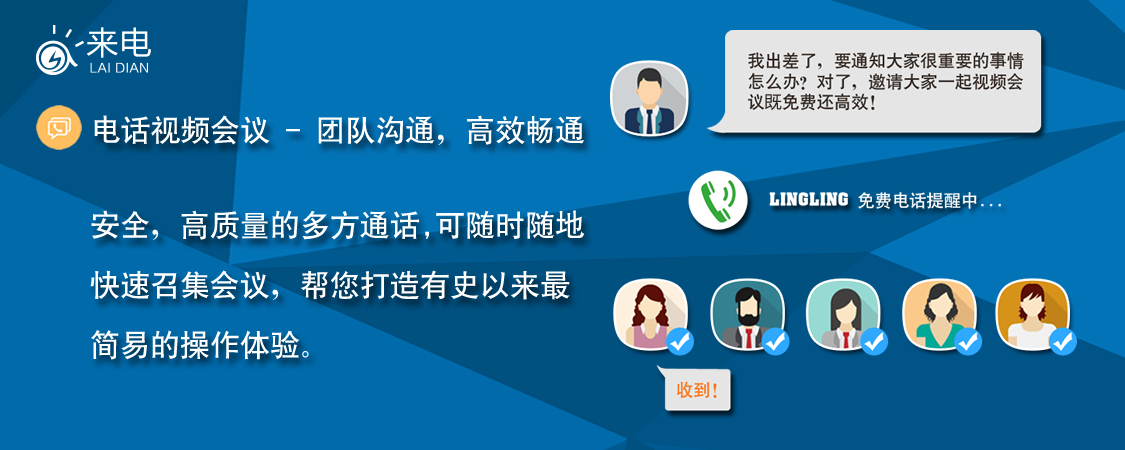 来电
LAI DIAN
电话视频会议 - 团队沟通，高效畅通
安全，高质量的多方通话,可随时随地
快速召集会议，帮您打造有史以来最
简易的操作体验。
我出差了，要通知大家很重要的事情
怎么办？对了，邀请大家一起视频会
议既免费还高效！
LINGLING 免费电话提醒中...
收到！